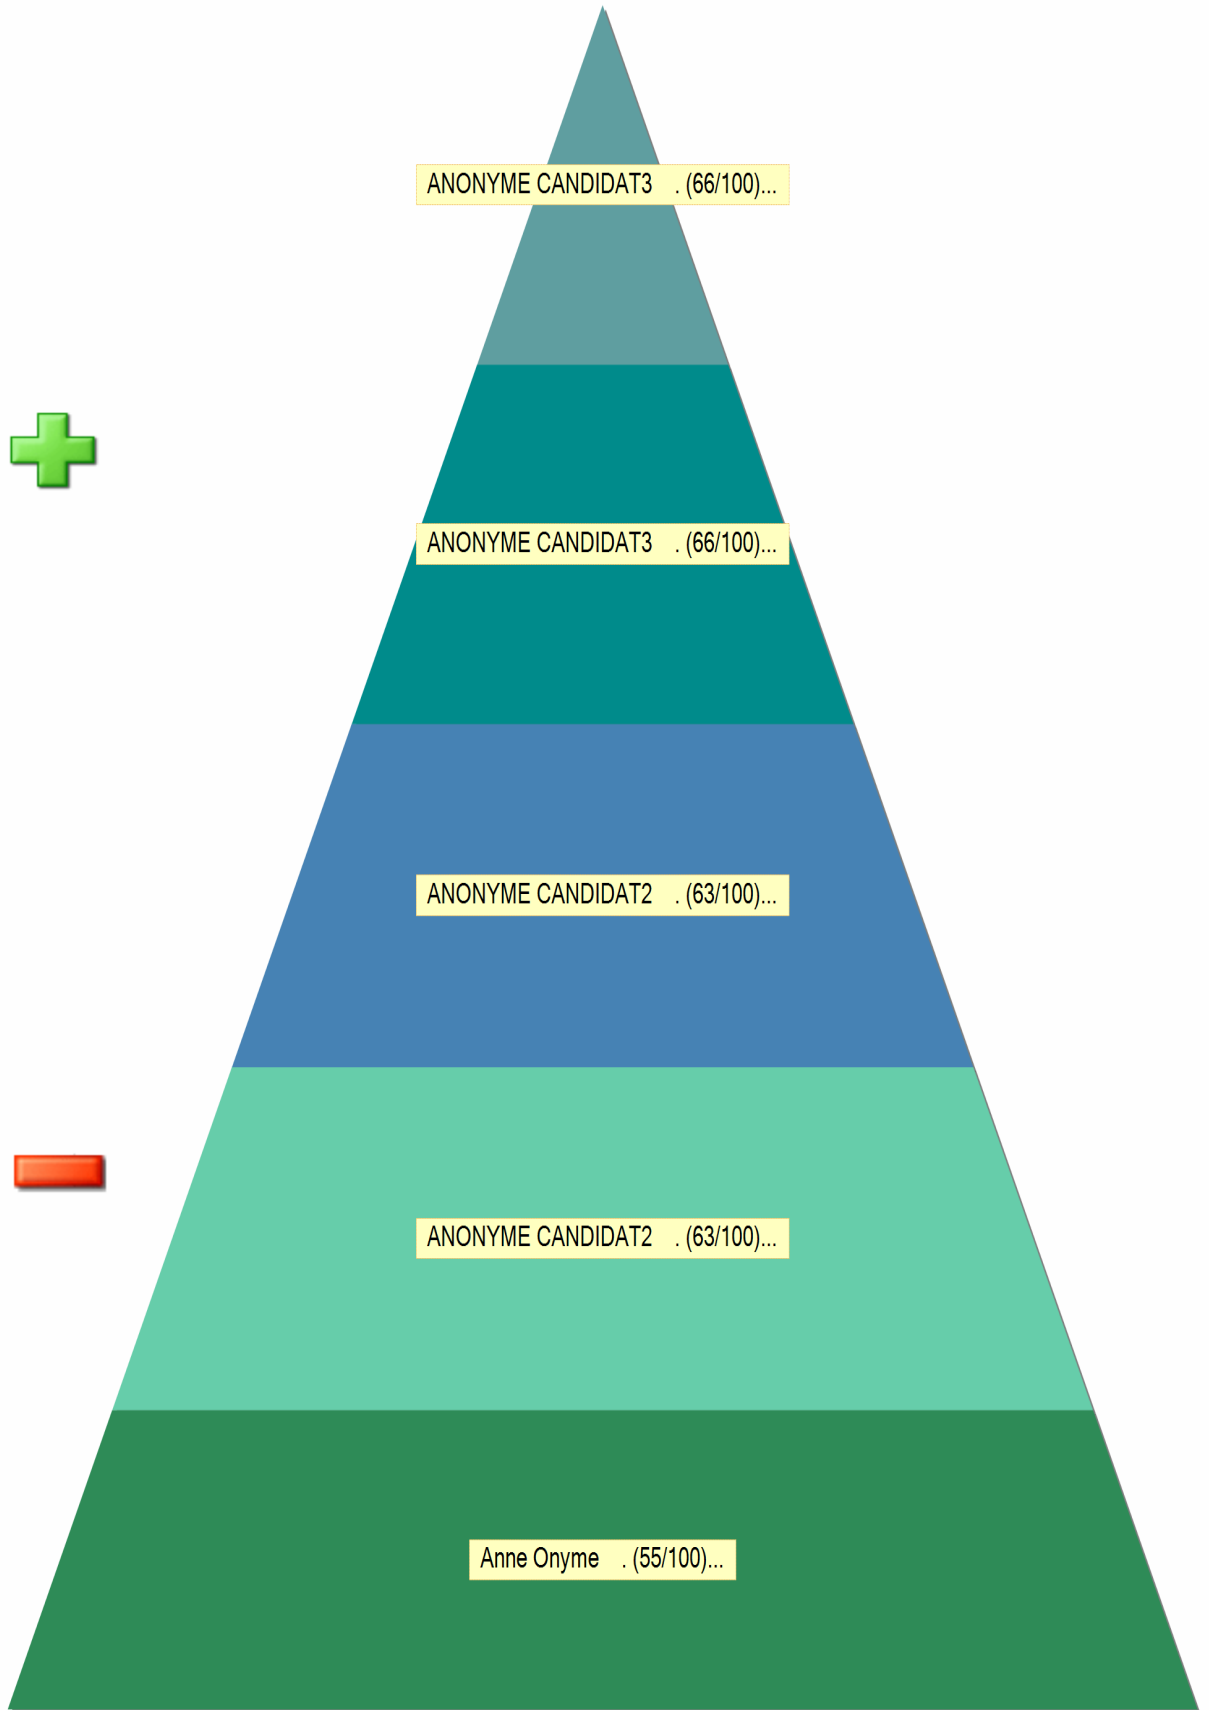 ANONYME CANDIDAT3 . (66/100)...
ANONYME CANDIDAT3 . (66/100)...
ANONYME CANDIDAT2 . (63/100)...
ANONYME CANDIDAT2 . (63/100)...
Anne Onyme . (55/100)...